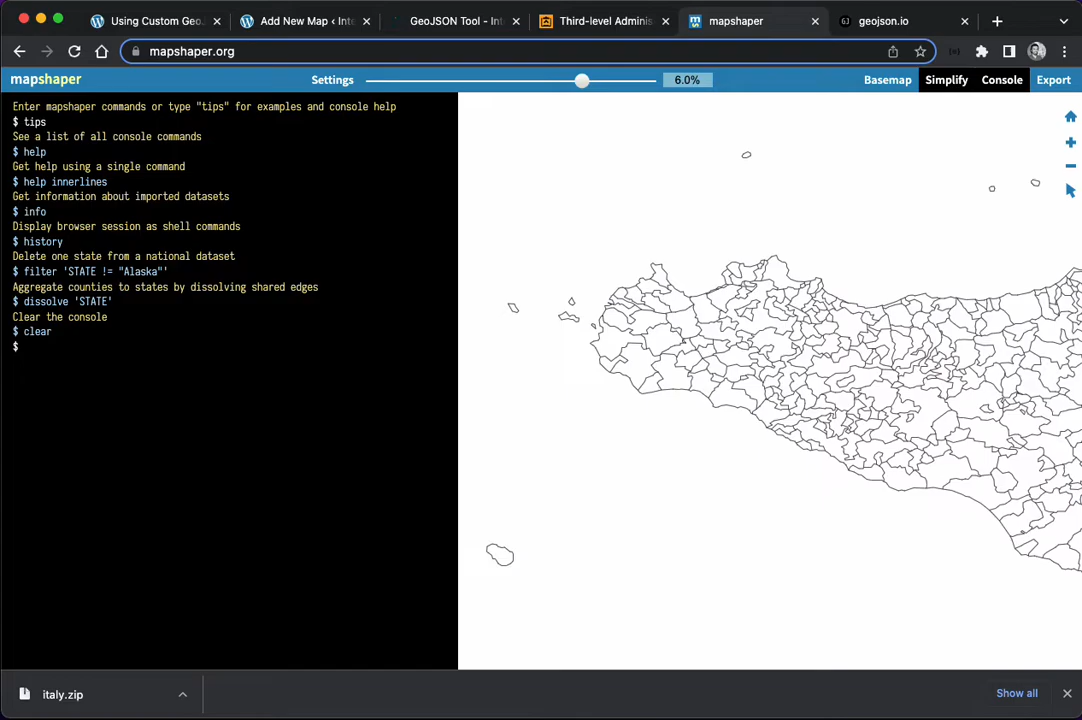 Using Custom GeoJ
Add New Map ‹ Inte
GeoJSON Tool - Int
Third-level Adminis
mapshaper
geojson.io
mapshaper.org
mapshaper
Settings
6.0%
Basemap
Simplify
Console
Export
Enter mapshaper commands or type "tips" for examples and console help
$ tips
See a list of all console commands
$ help
Get help using a single command
$ help innerlines
Get information about imported datasets
$ info
Display browser session as shell commands
$ history
Delete one state from a national dataset
$ filter 'STATE != "Alaska"'
Aggregate counties to states by dissolving shared edges
$ dissolve 'STATE'
Clear the console
$ clear
$
italy.zip
Show all